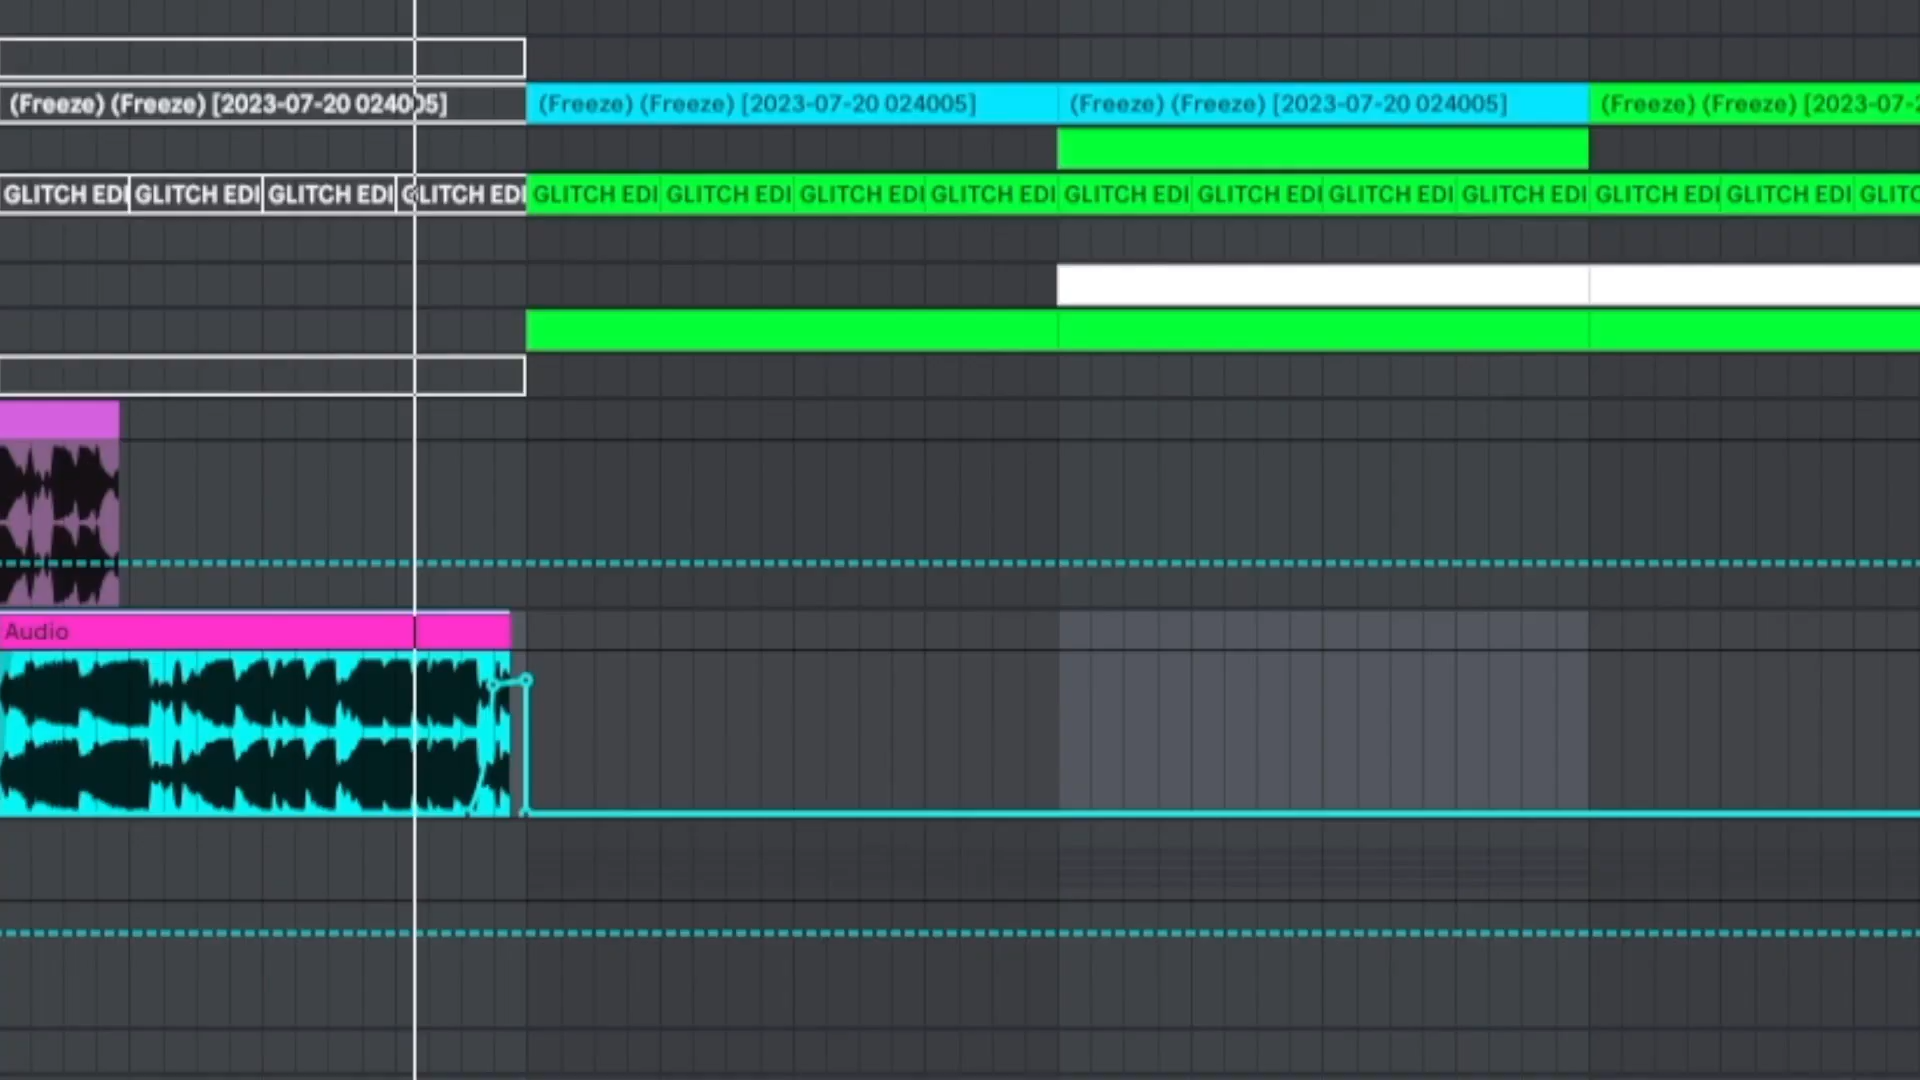 (Freeze) (Freeze) [2023-07-20 024005] (Freeze) (Freeze) [2023-07-20 024005] (Freeze) (Freeze) [2023-07-20 024005] (Freeze) (Freeze) [2023-07-2
GLITCH EDI GLITCH EDI GLITCH EDI GLITCH EDI GLITCH EDI GLITCH EDI GLITCH EDI GLITCH EDI GLITCH EDI GLITCH EDI GLITCH EDI GLITCH EDI GLITCH EDI GLITCH EDI GLITC
Audio